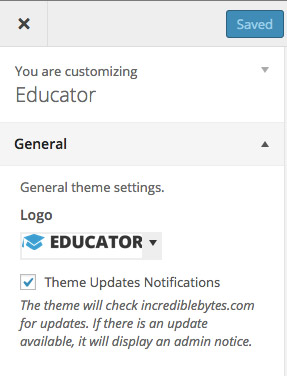 Saved
You are customizing
Educator
General
General theme settings.
Logo
EDUCATOR
Theme Updates Notifications
The theme will check incrediblebytes.com
for updates. If there is an update
available, it will display an admin notice.